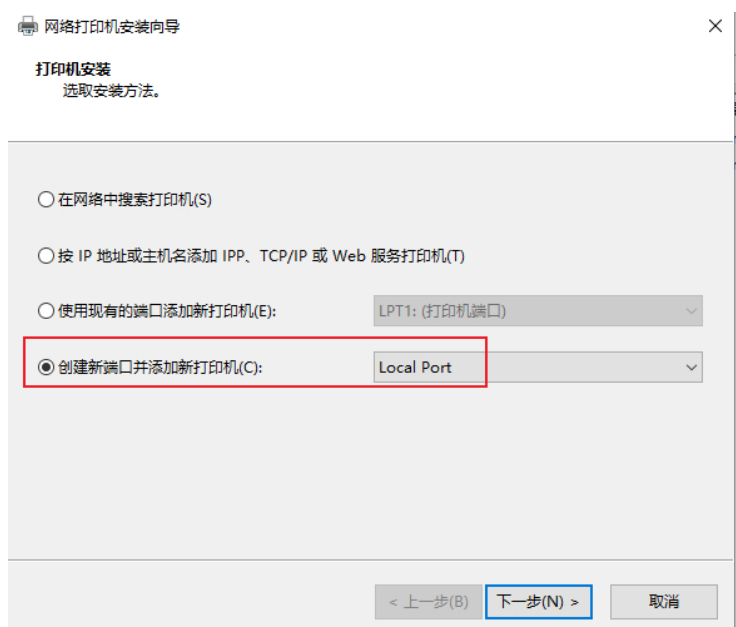 网络打印机安装向导
打印机安装
选取安装方法。
在网络中搜索打印机(S)
按 IP 地址或主机名添加 IPP、TCP/IP 或 Web 服务打印机(T)
使用现有的端口添加新打印机(E): LPT1: (打印机端口)
创建新端口并添加新打印机(C): Local Port
< 上一步(B) 下一步(N) > 取消